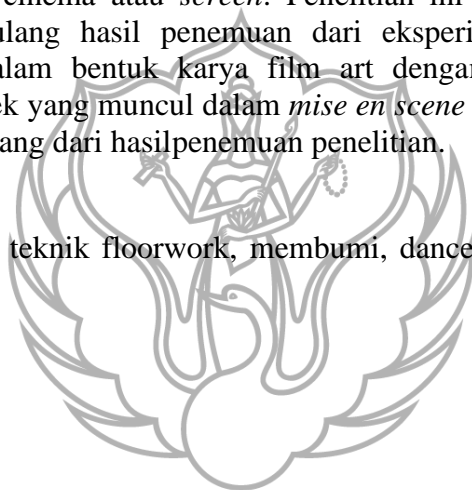 atau screen. Penelitian ini
ulang hasil penemuan dari eksperi
alam bentuk karya film art dengan
ek yang muncul dalam mise en scene
ang dari hasilpenemuan penelitian.
teknik floorwork, membumi, dance